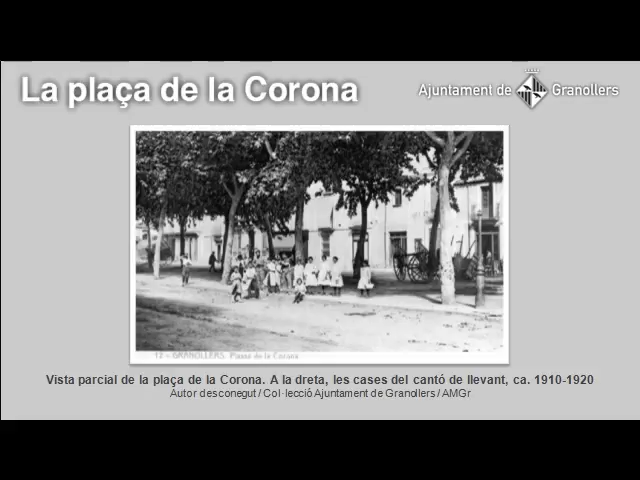 La plaça de la Corona
Ajuntament de Granollers
12 - GRANOLLERS. Plassa de la Corona
Vista parcial de la plaça de la Corona. A la dreta, les cases del cantó de llevant, ca. 1910-1920
Autor desconegut / Col·lecció Ajuntament de Granollers / AMGr